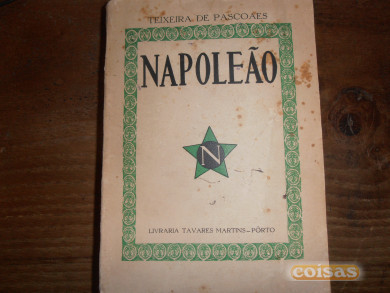 TEIXEIRA DE PASCOAES
NAPOLEÃO
N
LIVRARIA TAVARES MARTINS—PÔRTO
coisas